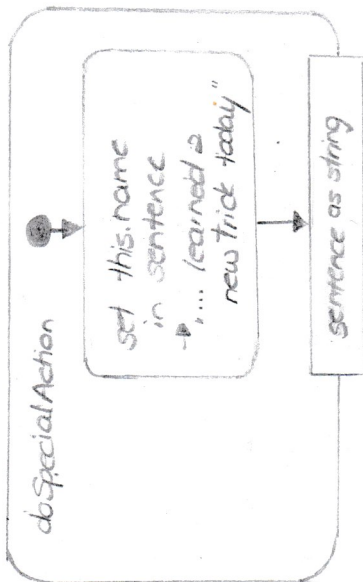 doSpecialAction
set this.name
in sentence
→ "... learned a
new trick today"
sentence as string